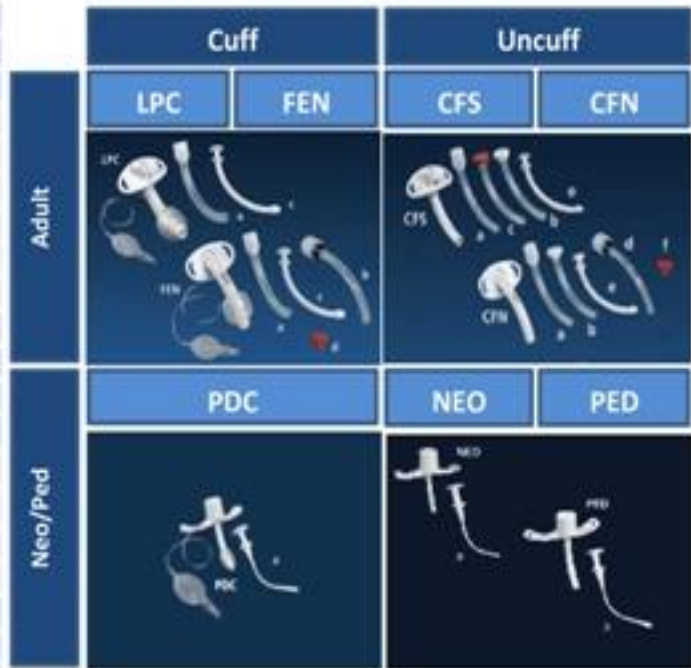 Cuff Uncuff
LPC FEN CFS CFN
Adult
LPC
a
c
FEN
a
c
b
d
CFS
a
c
b
e
CFN
a
b
e
d
f
PDC NEO PED
Neo/Ped
PDC
NEO
PED